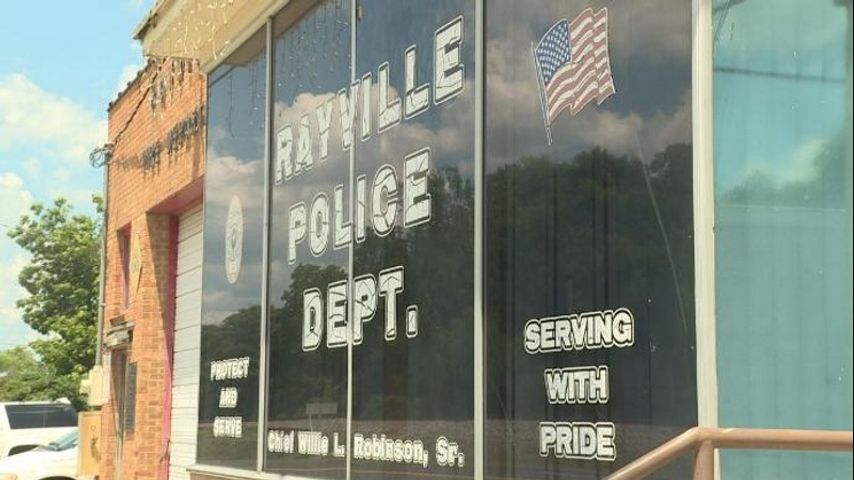 RAYVILLE
POLICE
DEPT.
PROTECT
AND
SERVE
Chief Willie L. Robinson, Sr.
SERVING
WITH
PRIDE